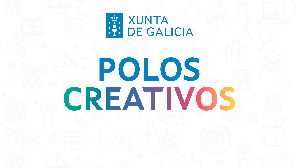 XUNTA
DE GALICIA
POLOS
CREATIVOS